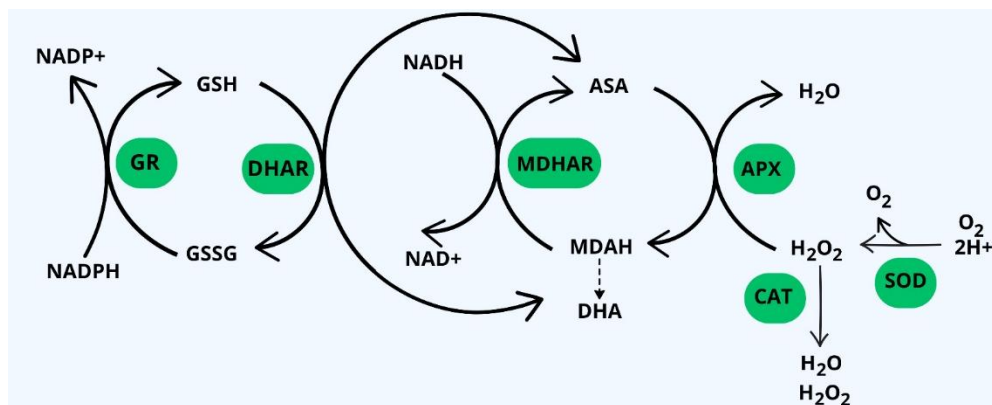 NADP+
GSH
NADH
ASA
H₂O
GR
DHAR
MDHAR
APX
O₂
O₂
2H+
NADPH
GSSG
NAD+
MDAH
H₂O₂
SOD
CAT
DHA
H₂O
H₂O₂